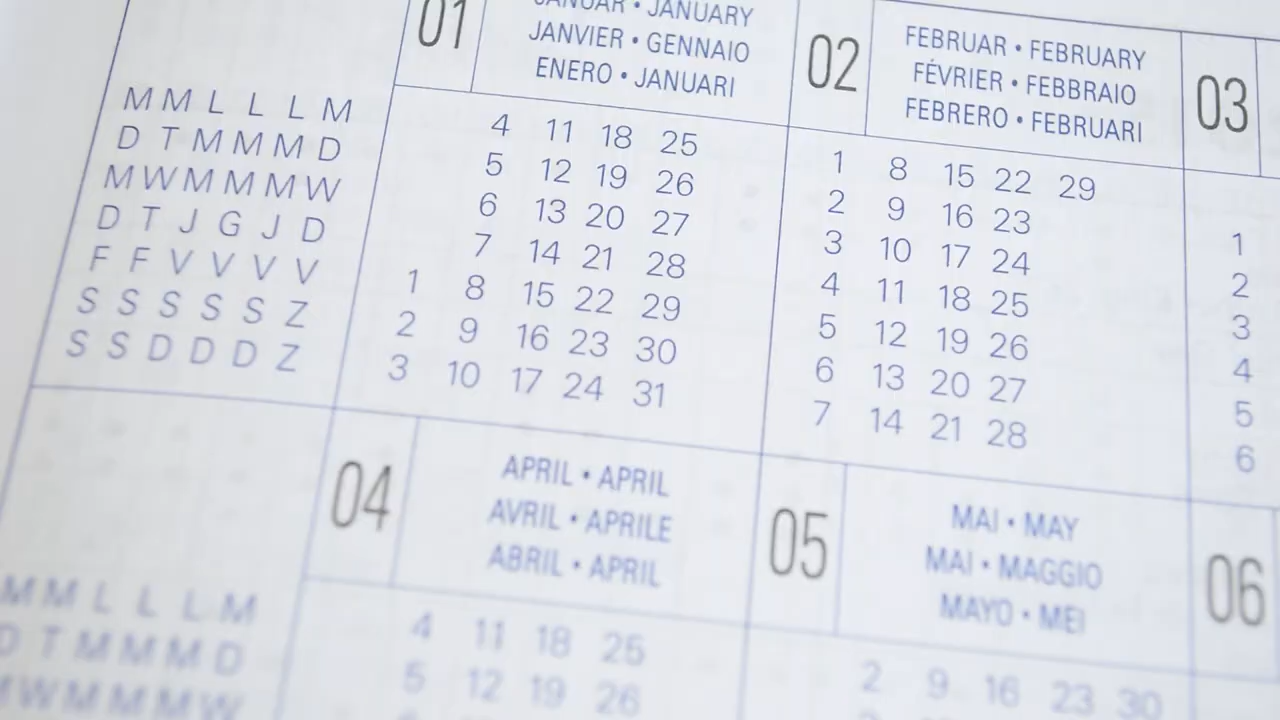 01
JANUAR • JANUARY
JANVIER • GENNAIO
ENERO • JANUARI
02
FEBRUAR • FEBRUARY
FÉVRIER • FEBBRAIO
FEBRERO • FEBRUARI
03
M M L L L M
D T M M M D
M W M M M W
D T J G J D
F F V V V V
S S S S S Z
S S D D D Z
4 11 18 25
5 12 19 26
6 13 20 27
7 14 21 28
1 8 15 22 29
2 9 16 23 30
3 10 17 24 31
1 8 15 22 29
2 9 16 23
3 10 17 24
4 11 18 25
5 12 19 26
6 13 20 27
7 14 21 28
1
2
3
4
5
6
04
APRIL • APRIL
AVRIL • APRILE
ABRIL • APRIL
05
MAI • MAY
MAI • MAGGIO
MAYO • MEI
06
M M L L L M
D T M M M D
M W M M M W
4 11 18 25
5 12 19 26
2 9 16 23 30